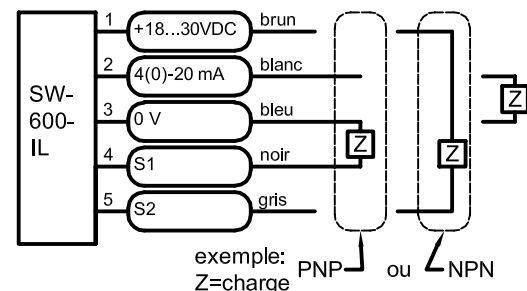 1 +18...30VDC brun
2 4(0)-20 mA blanc
SW-
600-
IL
3 0 V bleu
4 S1 noir
5 S2 gris
Z
Z
Z
exemple:
Z=charge
PNP ou NPN